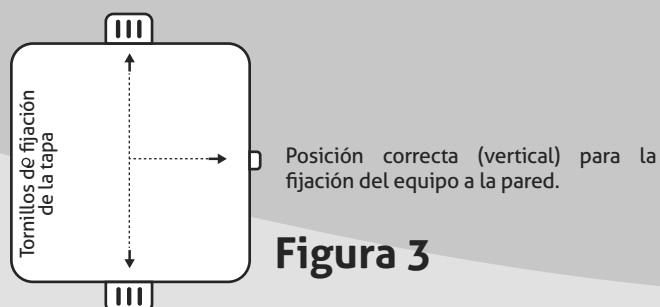 Tornillos de fijación
de la tapa
Posición correcta (vertical) para la
fijación del equipo a la pared.
Figura 3